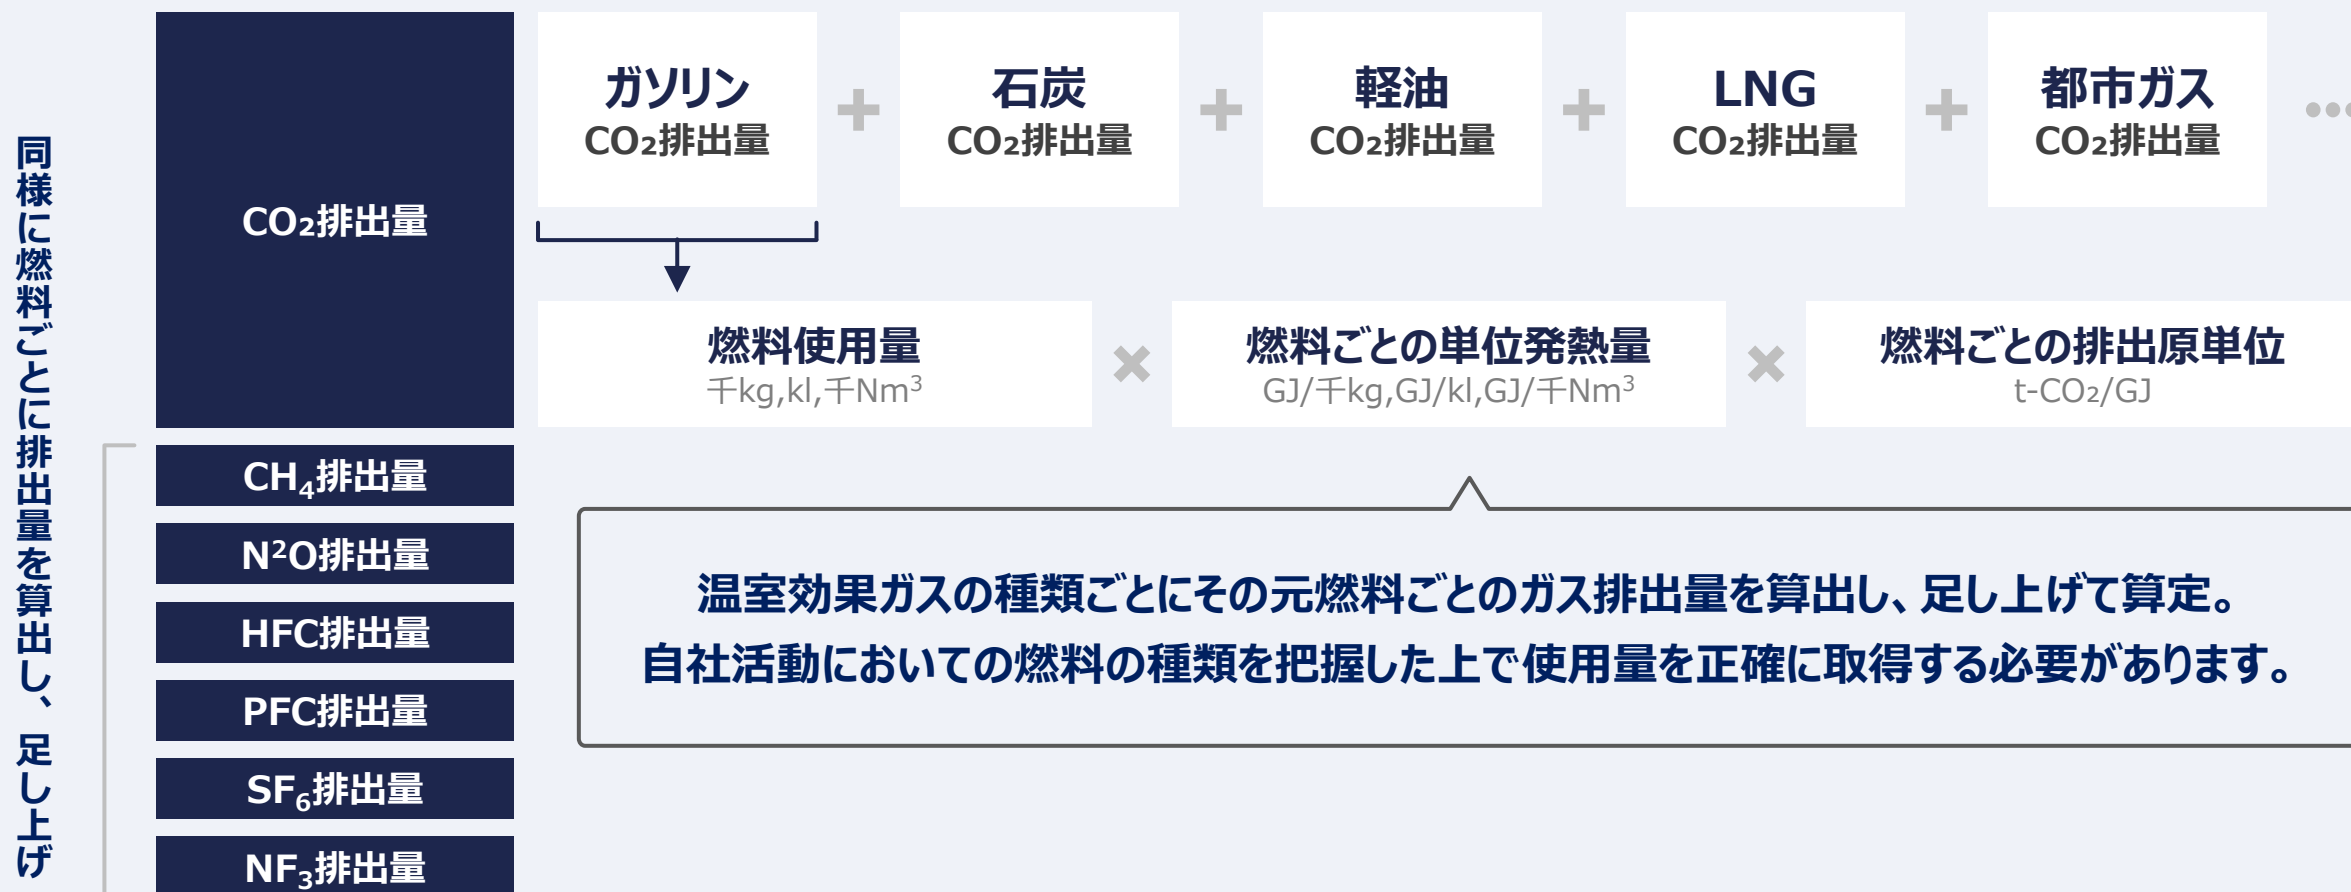 同様に燃料ごとに排出量を算出し、足し上げ
CO₂排出量
ガソリン
CO₂排出量
+
石炭
CO₂排出量
+
軽油
CO₂排出量
+
LNG
CO₂排出量
+
都市ガス
CO₂排出量
•••
燃料使用量
千kg,kl,千Nm³
×
燃料ごとの単位発熱量
GJ/千kg,GJ/kl,GJ/千Nm³
×
燃料ごとの排出原単位
t-CO₂/GJ
CH₄排出量
N²O排出量
HFC排出量
PFC排出量
SF₆排出量
NF₃排出量
温室効果ガスの種類ごとにその元燃料ごとのガス排出量を算出し、足し上げて算定。
自社活動においての燃料の種類を把握した上で使用量を正確に取得する必要があります。